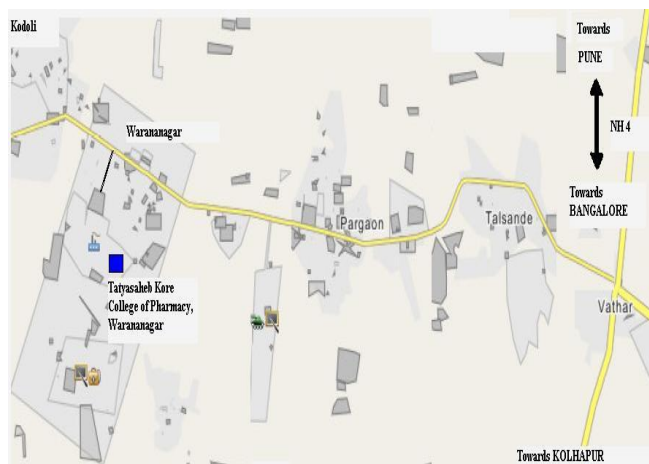 Kodoli
Towards
PUNE
NH 4
Towards
BANGALORE
Warananagar
Pargaon
Talsande
Vathar
Tatyasaheb Kore
College of Pharmacy,
Warananagar
Towards KOLHAPUR